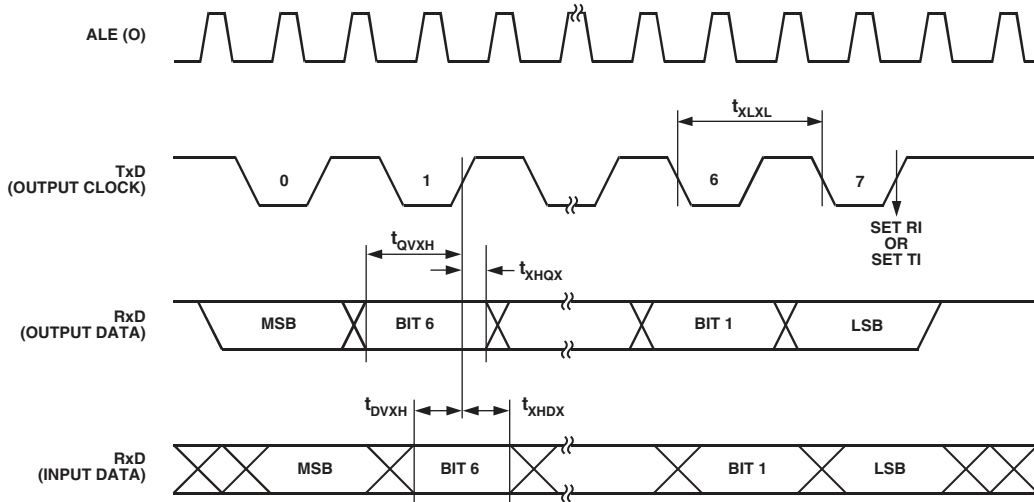 ALE (O)
tXLXL
TxD
(OUTPUT CLOCK)
0
1
6
7
SET RI
OR
SET TI
tQVXH
tXHQX
RxD
(OUTPUT DATA)
MSB
BIT 6
BIT 1
LSB
tDVXH
tXHDX
RxD
(INPUT DATA)
MSB
BIT 6
BIT 1
LSB